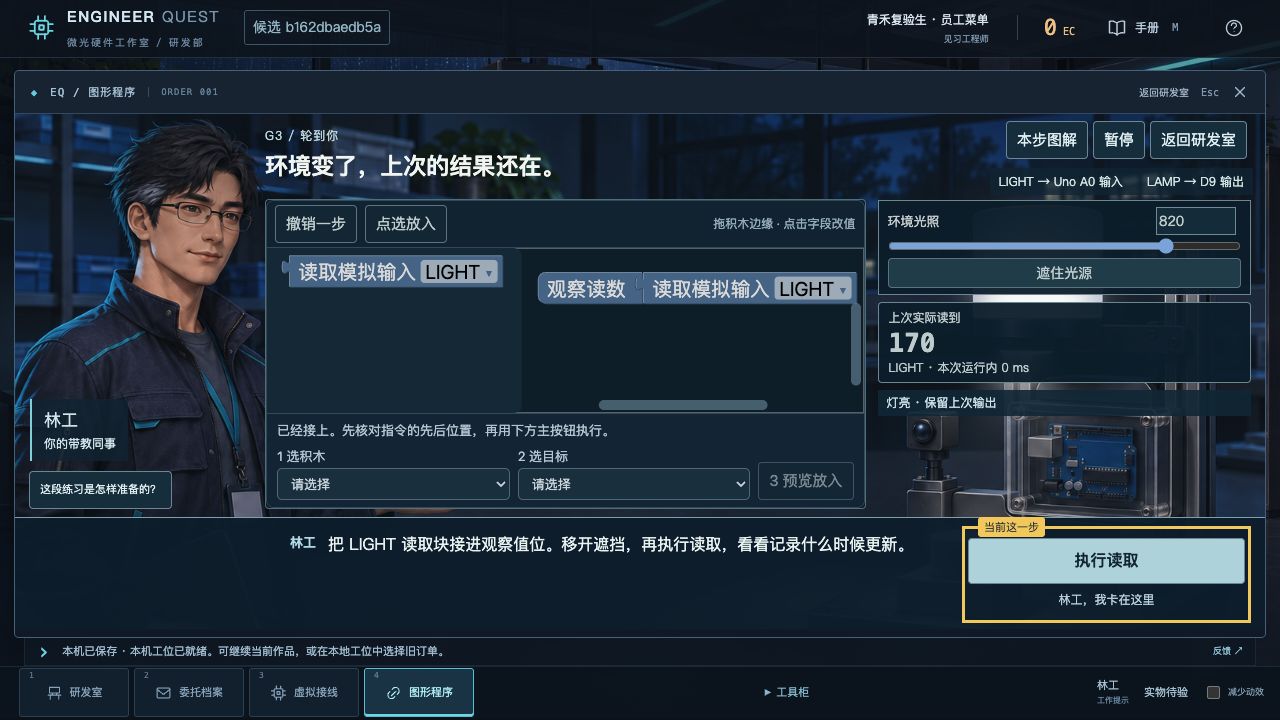 ENGINEER QUEST
微光硬件工作室 / 研发部
候选 b162dbaedb5a
青禾复验生 · 员工菜单
见习工程师
0 EC
手册 M
EQ / 图形程序 | ORDER 001
返回研发室 Esc
G3 / 轮到你
环境变了，上次的结果还在。
本步图解
暂停
返回研发室
LIGHT → Uno A0 输入 LAMP → D9 输出
撤销一步
点选放入
拖积木边缘 · 点击字段改值
读取模拟输入 LIGHT
观察读数 读取模拟输入 LIGHT
环境光照 820
遮住光源
上次实际读到
170
LIGHT · 本次运行内 0 ms
灯亮 · 保留上次输出
林工
你的带教同事
这段练习是怎样准备的？
已经接上。先核对指令的先后位置，再用下方主按钮执行。
1 选积木 2 选目标
请选择 请选择 3 预览放入
林工 把 LIGHT 读取块接进观察值位。移开遮挡，再执行读取，看看记录什么时候更新。
当前这一步
执行读取
林工，我卡在这里
本机已保存 · 本机工位已就绪。可继续当前作品，或在本地工位中选择旧订单。
反馈 ↗
1 研发室
2 委托档案
3 虚拟接线
4 图形程序
工具柜
林工
工作提示
实物待验
减少动效